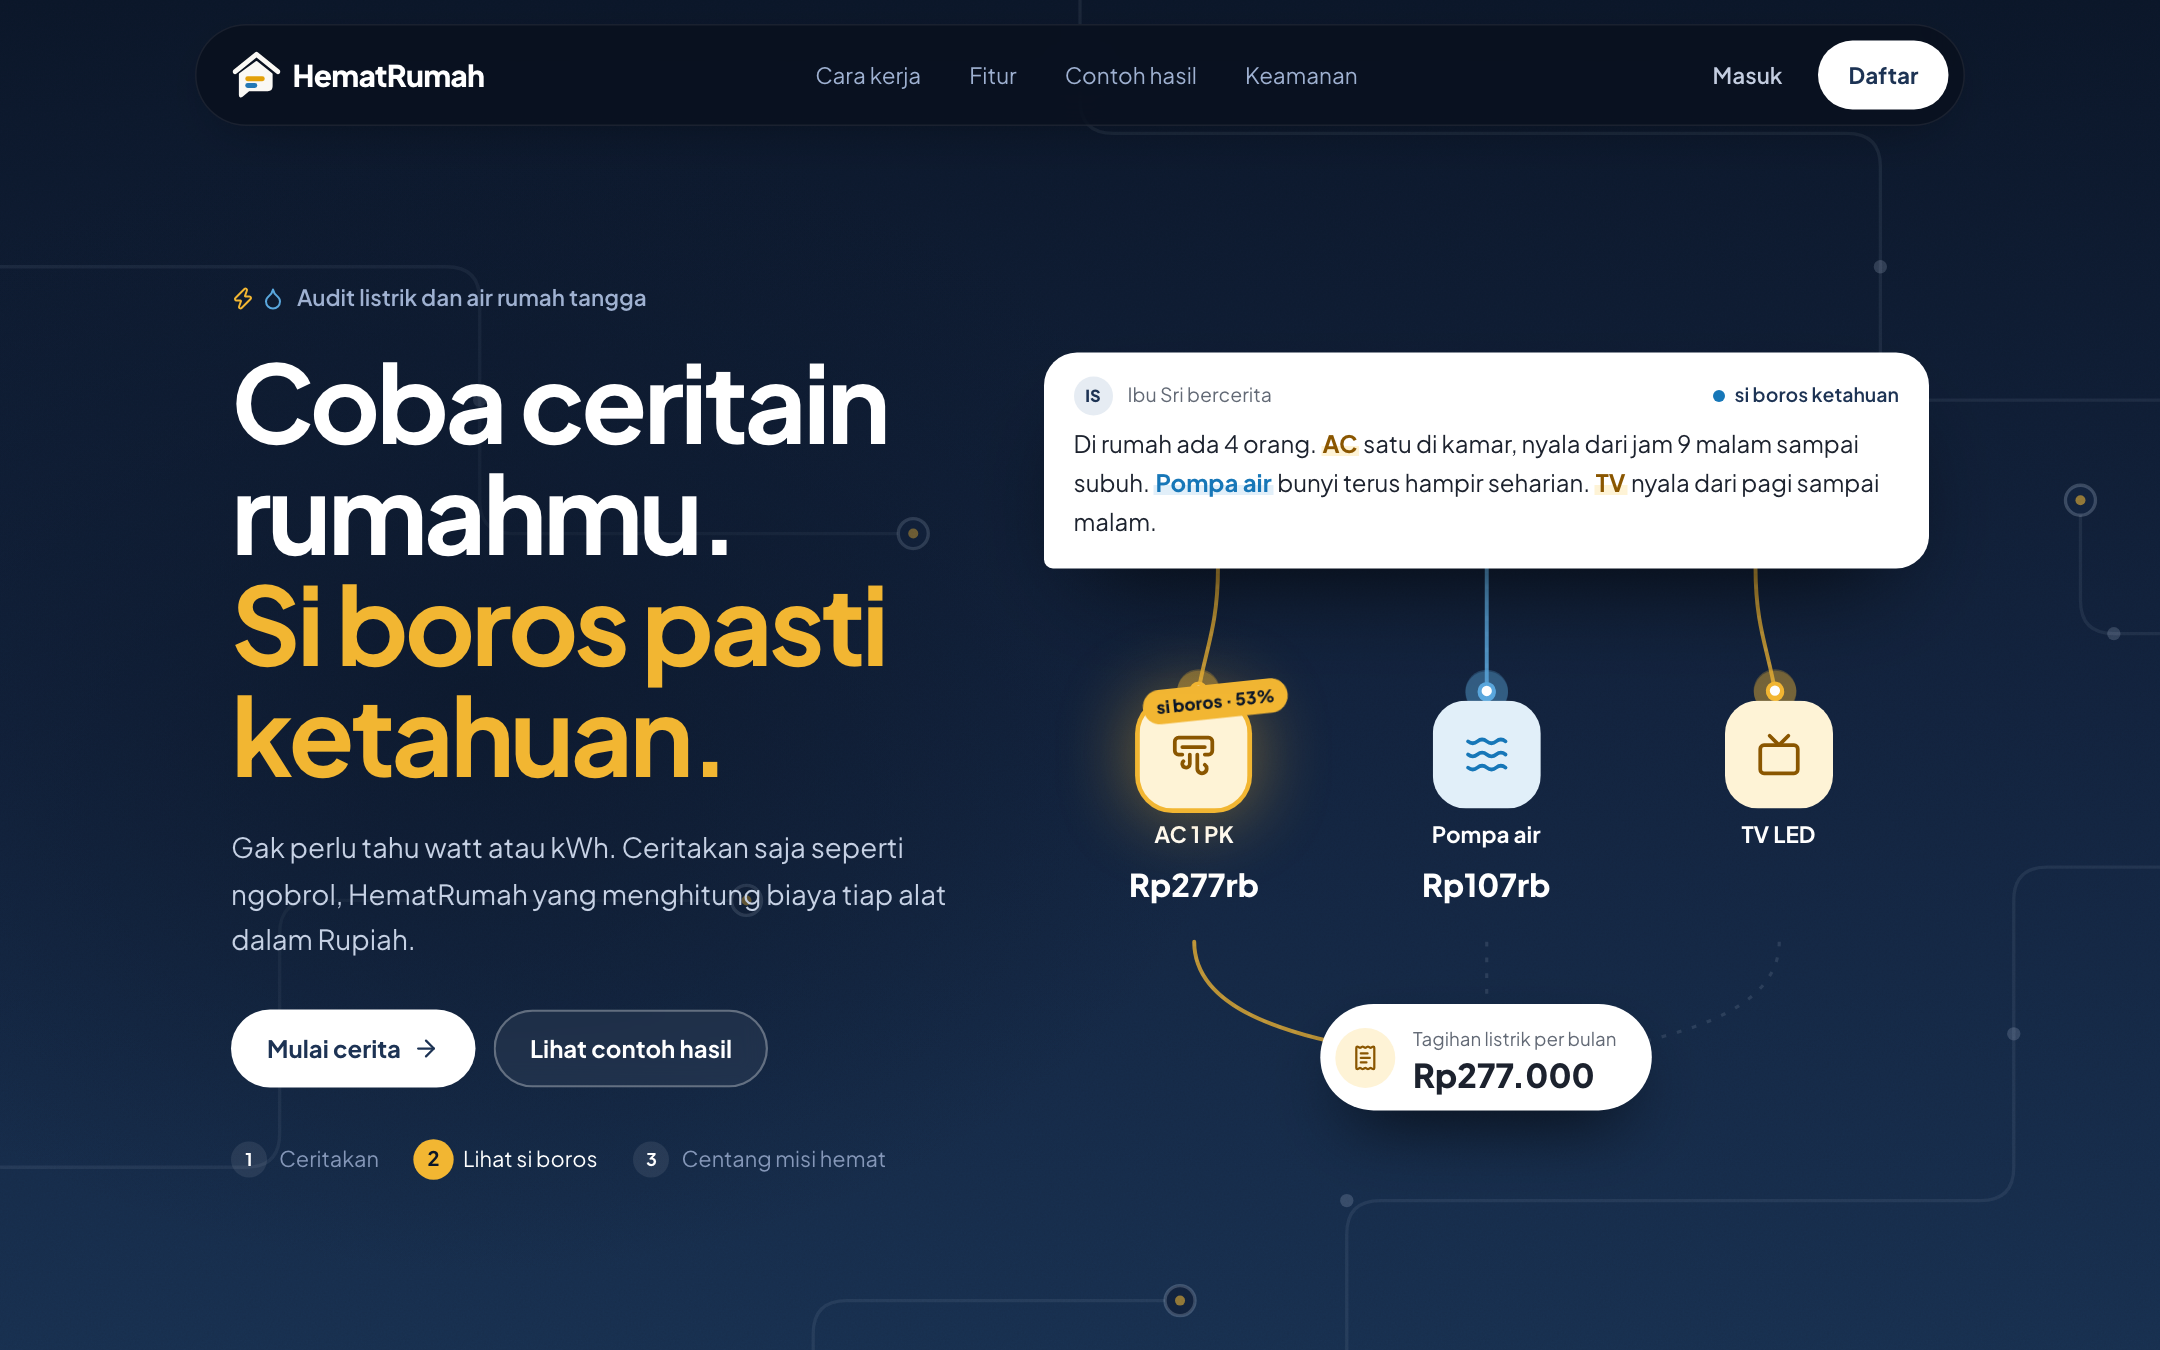 HematRumah
Cara kerja
Fitur
Contoh hasil
Keamanan
Masuk
Daftar
Audit listrik dan air rumah tangga
Coba ceritain
rumahmu.
Si boros pasti
ketahuan.
Gak perlu tahu watt atau kWh. Ceritakan saja seperti
ngobrol, HematRumah yang menghitung biaya tiap alat
dalam Rupiah.
Mulai cerita
Lihat contoh hasil
1 Ceritakan
2 Lihat si boros
3 Centang misi hemat
IS
Ibu Sri bercerita
si boros ketahuan
Di rumah ada 4 orang. AC satu di kamar, nyala dari jam 9 malam sampai
subuh. Pompa air bunyi terus hampir seharian. TV nyala dari pagi sampai
malam.
si boros · 53%
AC 1 PK
Rp277rb
Pompa air
Rp107rb
TV LED
Tagihan listrik per bulan
Rp277.000